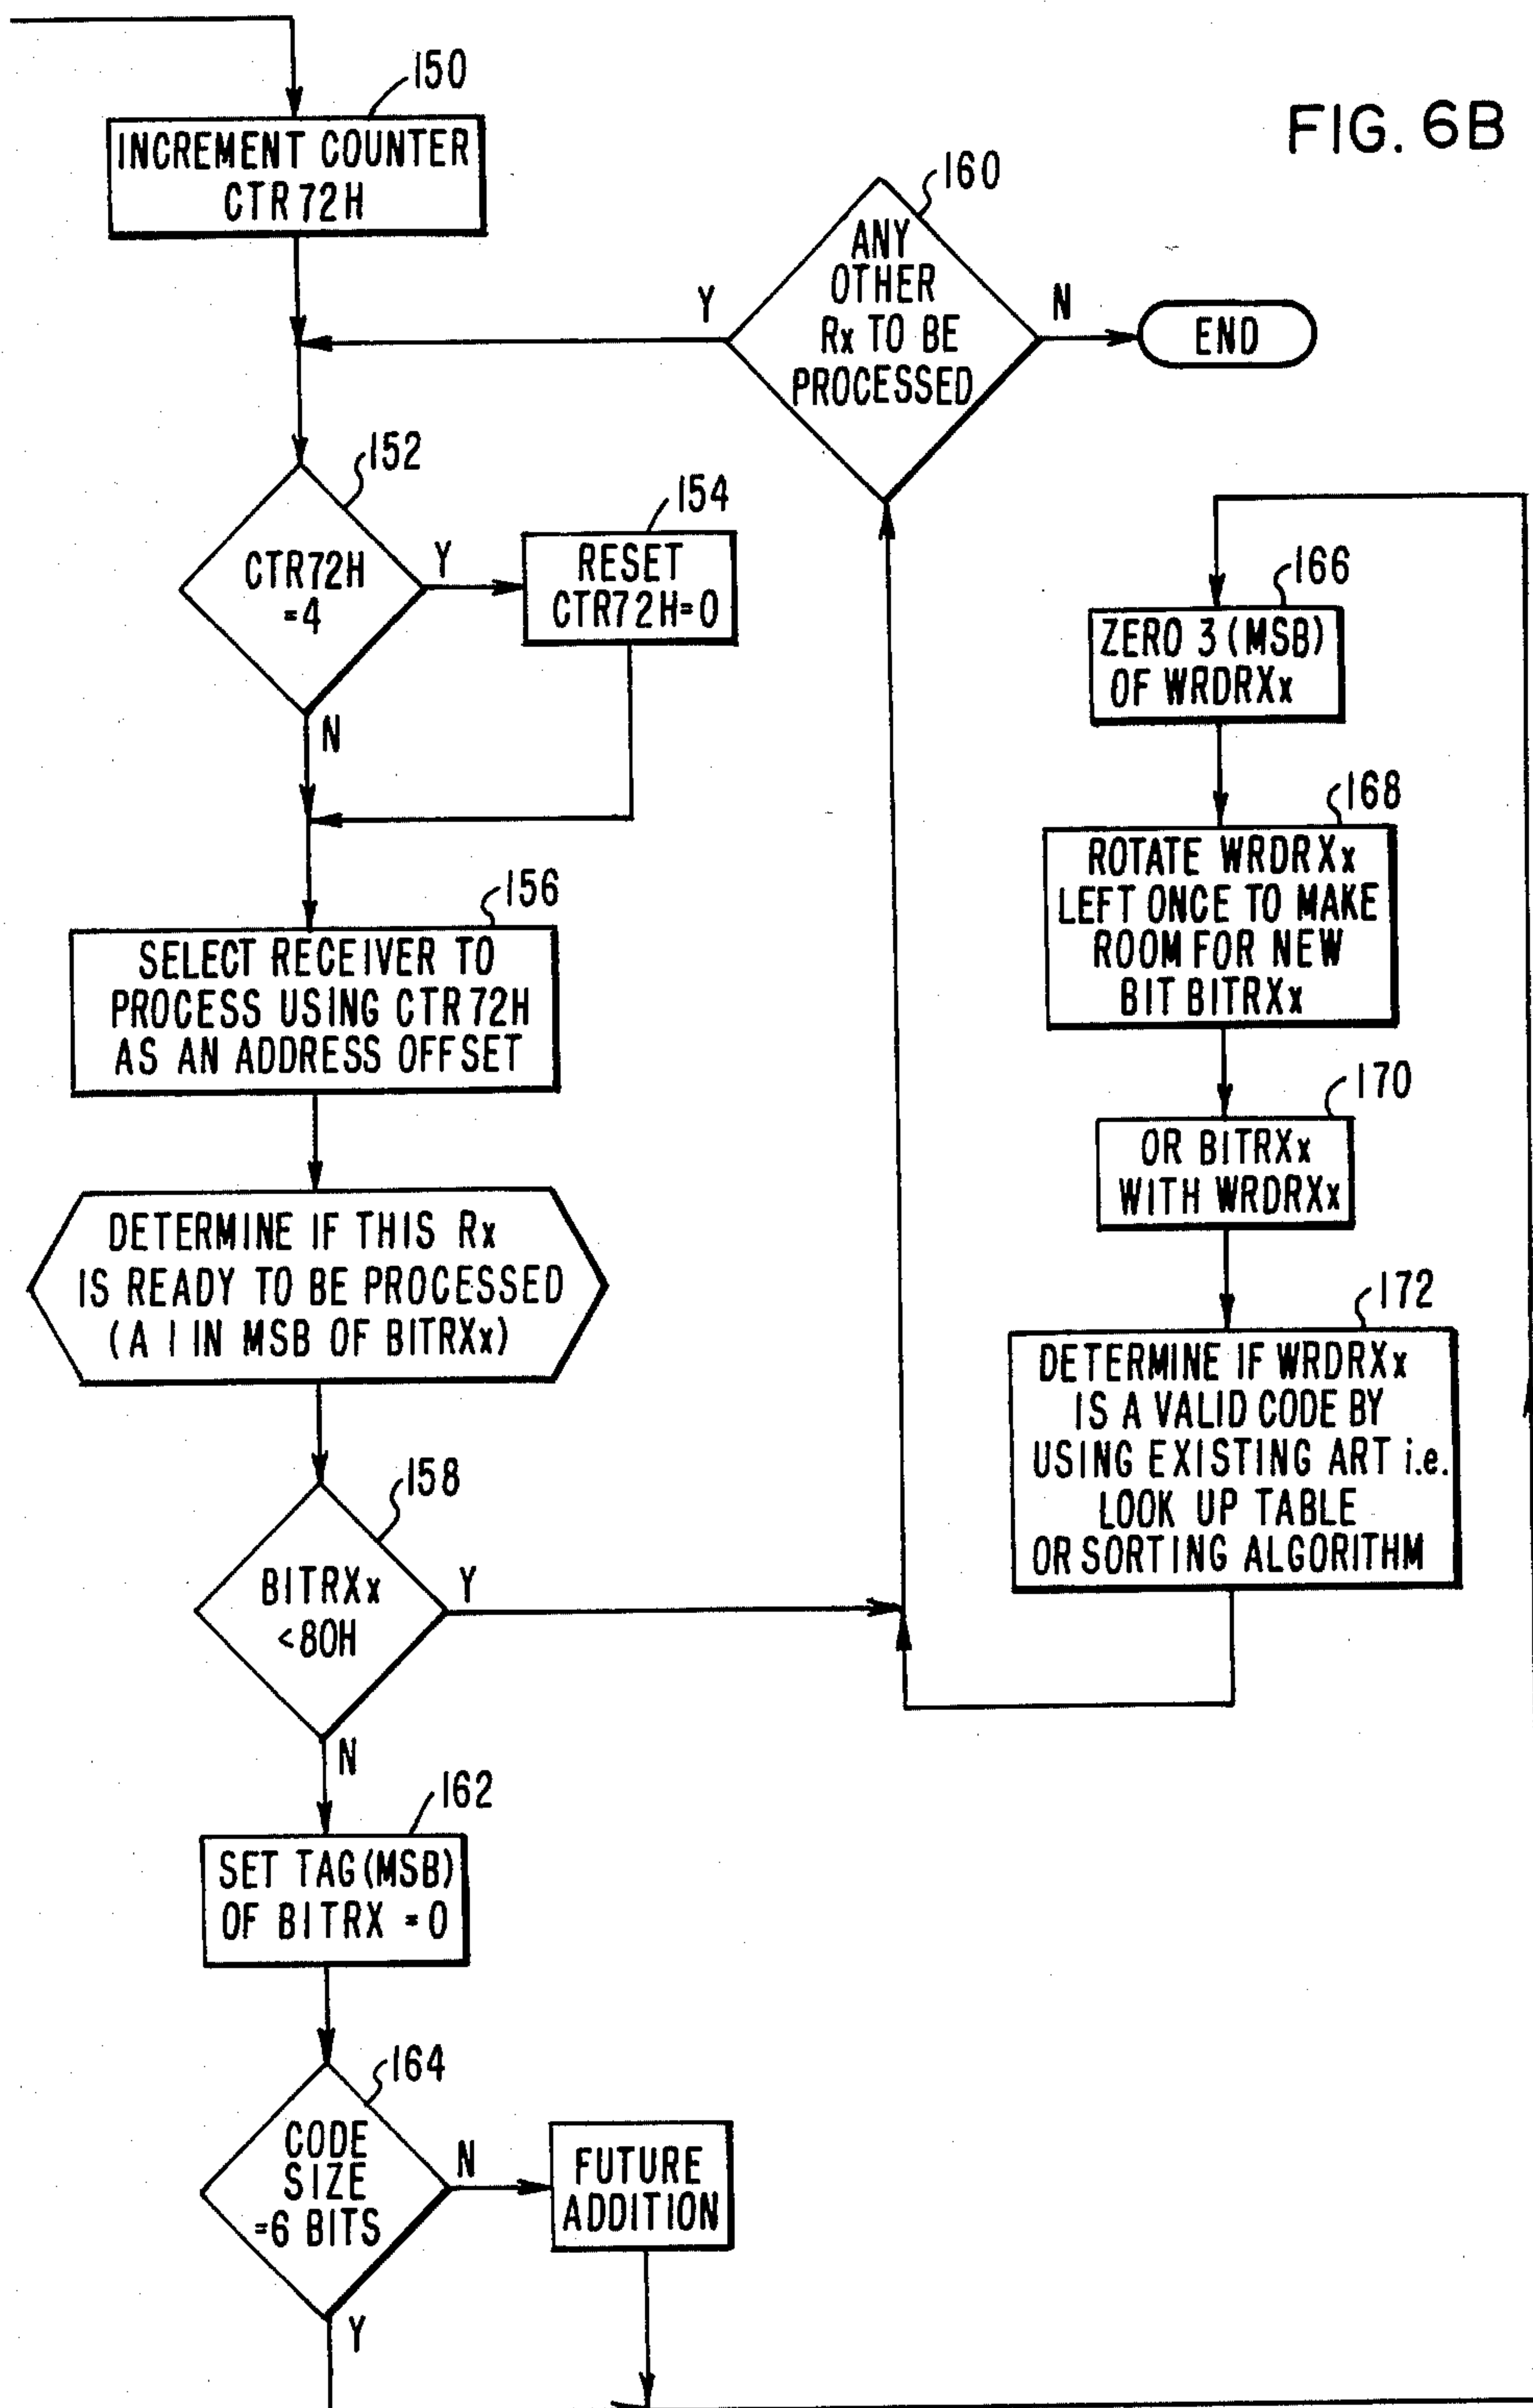 FIG. 6B
150
INCREMENT COUNTER
CTR72H
160
ANY
OTHER
Rx TO BE
PROCESSED
Y
N
END
152
CTR72H
=4
Y
N
154
RESET
CTR72H=0
156
SELECT RECEIVER TO
PROCESS USING CTR72H
AS AN ADDRESS OFFSET
DETERMINE IF THIS Rx
IS READY TO BE PROCESSED
(A 1 IN MSB OF BITRXx)
158
BITRXx
<80H
Y
N
162
SET TAG (MSB)
OF BITRX =0
164
CODE
SIZE
=6 BITS
N
Y
FUTURE
ADDITION
166
ZERO 3 (MSB)
OF WRDRXx
168
ROTATE WRDRXx
LEFT ONCE TO MAKE
ROOM FOR NEW
BIT BITRXx
170
OR BITRXx
WITH WRDRXx
172
DETERMINE IF WRDRXx
IS A VALID CODE BY
USING EXISTING ART i.e.
LOOK UP TABLE
OR SORTING ALGORITHM